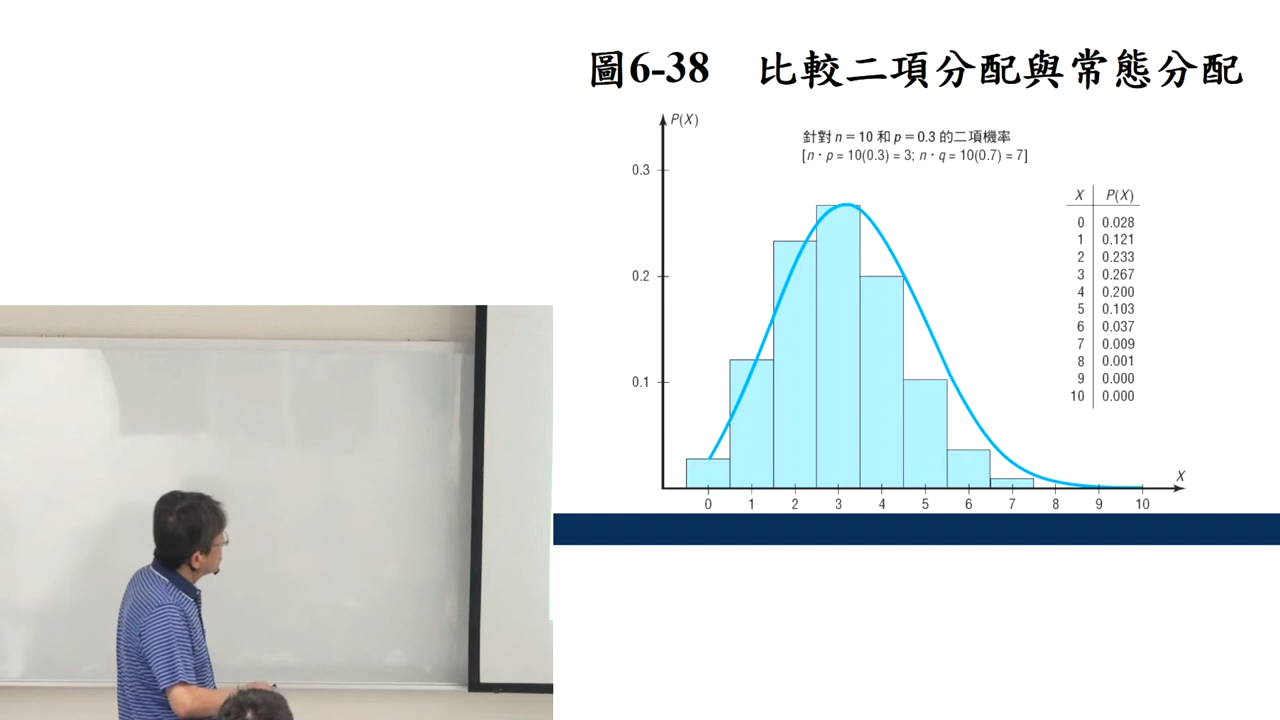 圖6-38 比較二項分配與常態分配
P(X)
針對 n = 10 和 p = 0.3 的二項機率
[n · p = 10(0.3) = 3; n · q = 10(0.7) = 7]
0.3
0.2
0.1
X P(X)
0 0.028
1 0.121
2 0.233
3 0.267
4 0.200
5 0.103
6 0.037
7 0.009
8 0.001
9 0.000
10 0.000
X
0 1 2 3 4 5 6 7 8 9 10